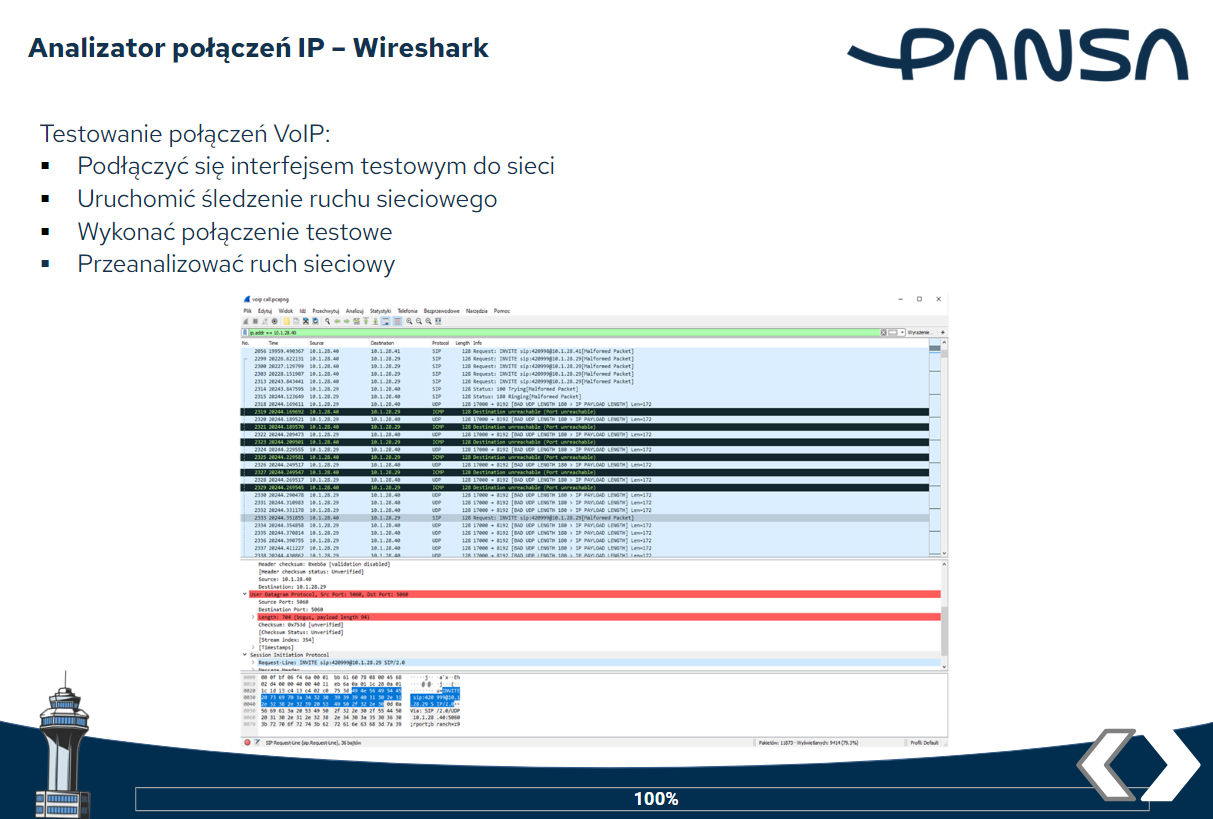 Analizator połączeń IP – Wireshark
PANSA
Testowanie połączeń VoIP:
▪ Podłączyć się interfejsem testowym do sieci
▪ Uruchomić śledzenie ruchu sieciowego
▪ Wykonać połączenie testowe
▪ Przeanalizować ruch sieciowy
voip call.pcapng
Plik Edytuj Widok Idź Przechwytuj Analizuj Statystyki Telefonia Bezprzewodowe Narzędzia Pomoc
ip.addr == 10.1.28.40
Wyrażenie...
No. Time Source Destination Protocol Length Info
2056 19959.490367 10.1.28.40 10.1.28.41 SIP 128 Request: INVITE sip:420998@10.1.28.41[Malformed Packet]
2299 20226.622131 10.1.28.40 10.1.28.29 SIP 128 Request: INVITE sip:420999@10.1.28.29[Malformed Packet]
2300 20227.129799 10.1.28.40 10.1.28.29 SIP 128 Request: INVITE sip:420999@10.1.28.29[Malformed Packet]
2303 20228.151907 10.1.28.40 10.1.28.29 SIP 128 Request: INVITE sip:420999@10.1.28.29[Malformed Packet]
2313 20243.843441 10.1.28.40 10.1.28.29 SIP 128 Request: INVITE sip:420999@10.1.28.29[Malformed Packet]
2314 20243.847595 10.1.28.29 10.1.28.40 SIP 128 Status: 100 Trying[Malformed Packet]
2315 20244.123649 10.1.28.29 10.1.28.40 SIP 128 Status: 180 Ringing[Malformed Packet]
2318 20244.169611 10.1.28.29 10.1.28.40 UDP 128 17000 → 8192 [BAD UDP LENGTH 180 > IP PAYLOAD LENGTH] Len=172
2319 20244.169692 10.1.28.40 10.1.28.29 ICMP 128 Destination unreachable (Port unreachable)
2320 20244.189521 10.1.28.29 10.1.28.40 UDP 128 17000 → 8192 [BAD UDP LENGTH 180 > IP PAYLOAD LENGTH] Len=172
2321 20244.189570 10.1.28.40 10.1.28.29 ICMP 128 Destination unreachable (Port unreachable)
2322 20244.209473 10.1.28.29 10.1.28.40 UDP 128 17000 → 8192 [BAD UDP LENGTH 180 > IP PAYLOAD LENGTH] Len=172
2323 20244.209501 10.1.28.40 10.1.28.29 ICMP 128 Destination unreachable (Port unreachable)
2324 20244.229555 10.1.28.29 10.1.28.40 UDP 128 17000 → 8192 [BAD UDP LENGTH 180 > IP PAYLOAD LENGTH] Len=172
2325 20244.229581 10.1.28.40 10.1.28.29 ICMP 128 Destination unreachable (Port unreachable)
2326 20244.249517 10.1.28.29 10.1.28.40 UDP 128 17000 → 8192 [BAD UDP LENGTH 180 > IP PAYLOAD LENGTH] Len=172
2327 20244.249547 10.1.28.40 10.1.28.29 ICMP 128 Destination unreachable (Port unreachable)
2328 20244.269517 10.1.28.29 10.1.28.40 UDP 128 17000 → 8192 [BAD UDP LENGTH 180 > IP PAYLOAD LENGTH] Len=172
2329 20244.269545 10.1.28.40 10.1.28.29 ICMP 128 Destination unreachable (Port unreachable)
2330 20244.290478 10.1.28.29 10.1.28.40 UDP 128 17000 → 8192 [BAD UDP LENGTH 180 > IP PAYLOAD LENGTH] Len=172
2331 20244.310983 10.1.28.29 10.1.28.40 UDP 128 17000 → 8192 [BAD UDP LENGTH 180 > IP PAYLOAD LENGTH] Len=172
2332 20244.331178 10.1.28.29 10.1.28.40 UDP 128 17000 → 8192 [BAD UDP LENGTH 180 > IP PAYLOAD LENGTH] Len=172
2333 20244.351855 10.1.28.40 10.1.28.29 SIP 128 Request: INVITE sip:420999@10.1.28.29[Malformed Packet]
2334 20244.354858 10.1.28.29 10.1.28.40 UDP 128 17000 → 8192 [BAD UDP LENGTH 180 > IP PAYLOAD LENGTH] Len=172
2335 20244.370814 10.1.28.29 10.1.28.40 UDP 128 17000 → 8192 [BAD UDP LENGTH 180 > IP PAYLOAD LENGTH] Len=172
2336 20244.390755 10.1.28.29 10.1.28.40 UDP 128 17000 → 8192 [BAD UDP LENGTH 180 > IP PAYLOAD LENGTH] Len=172
2337 20244.411227 10.1.28.29 10.1.28.40 UDP 128 17000 → 8192 [BAD UDP LENGTH 180 > IP PAYLOAD LENGTH] Len=172
2338 20244.430862 10.1.28.29 10.1.28.40 UDP 128 17000 → 8192 [BAD UDP LENGTH 180 > IP PAYLOAD LENGTH] Len=172
Header checksum: 0xeb6a [validation disabled]
[Header checksum status: Unverified]
Source: 10.1.28.40
Destination: 10.1.28.29
User Datagram Protocol, Src Port: 5060, Dst Port: 5060
Source Port: 5060
Destination Port: 5060
Length: 704 (bogus, payload length 94)
Checksum: 0x753d [unverified]
[Checksum Status: Unverified]
[Stream index: 354]
[Timestamps]
Session Initiation Protocol
Request-Line: INVITE sip:420999@10.1.28.29 SIP/2.0
Message Header
SIP Request-Line (sip.Request-Line), 36 bajtów
Pakietów: 11873 · Wyświetlanych: 9414 (79.3%)
Profil: Default
100%